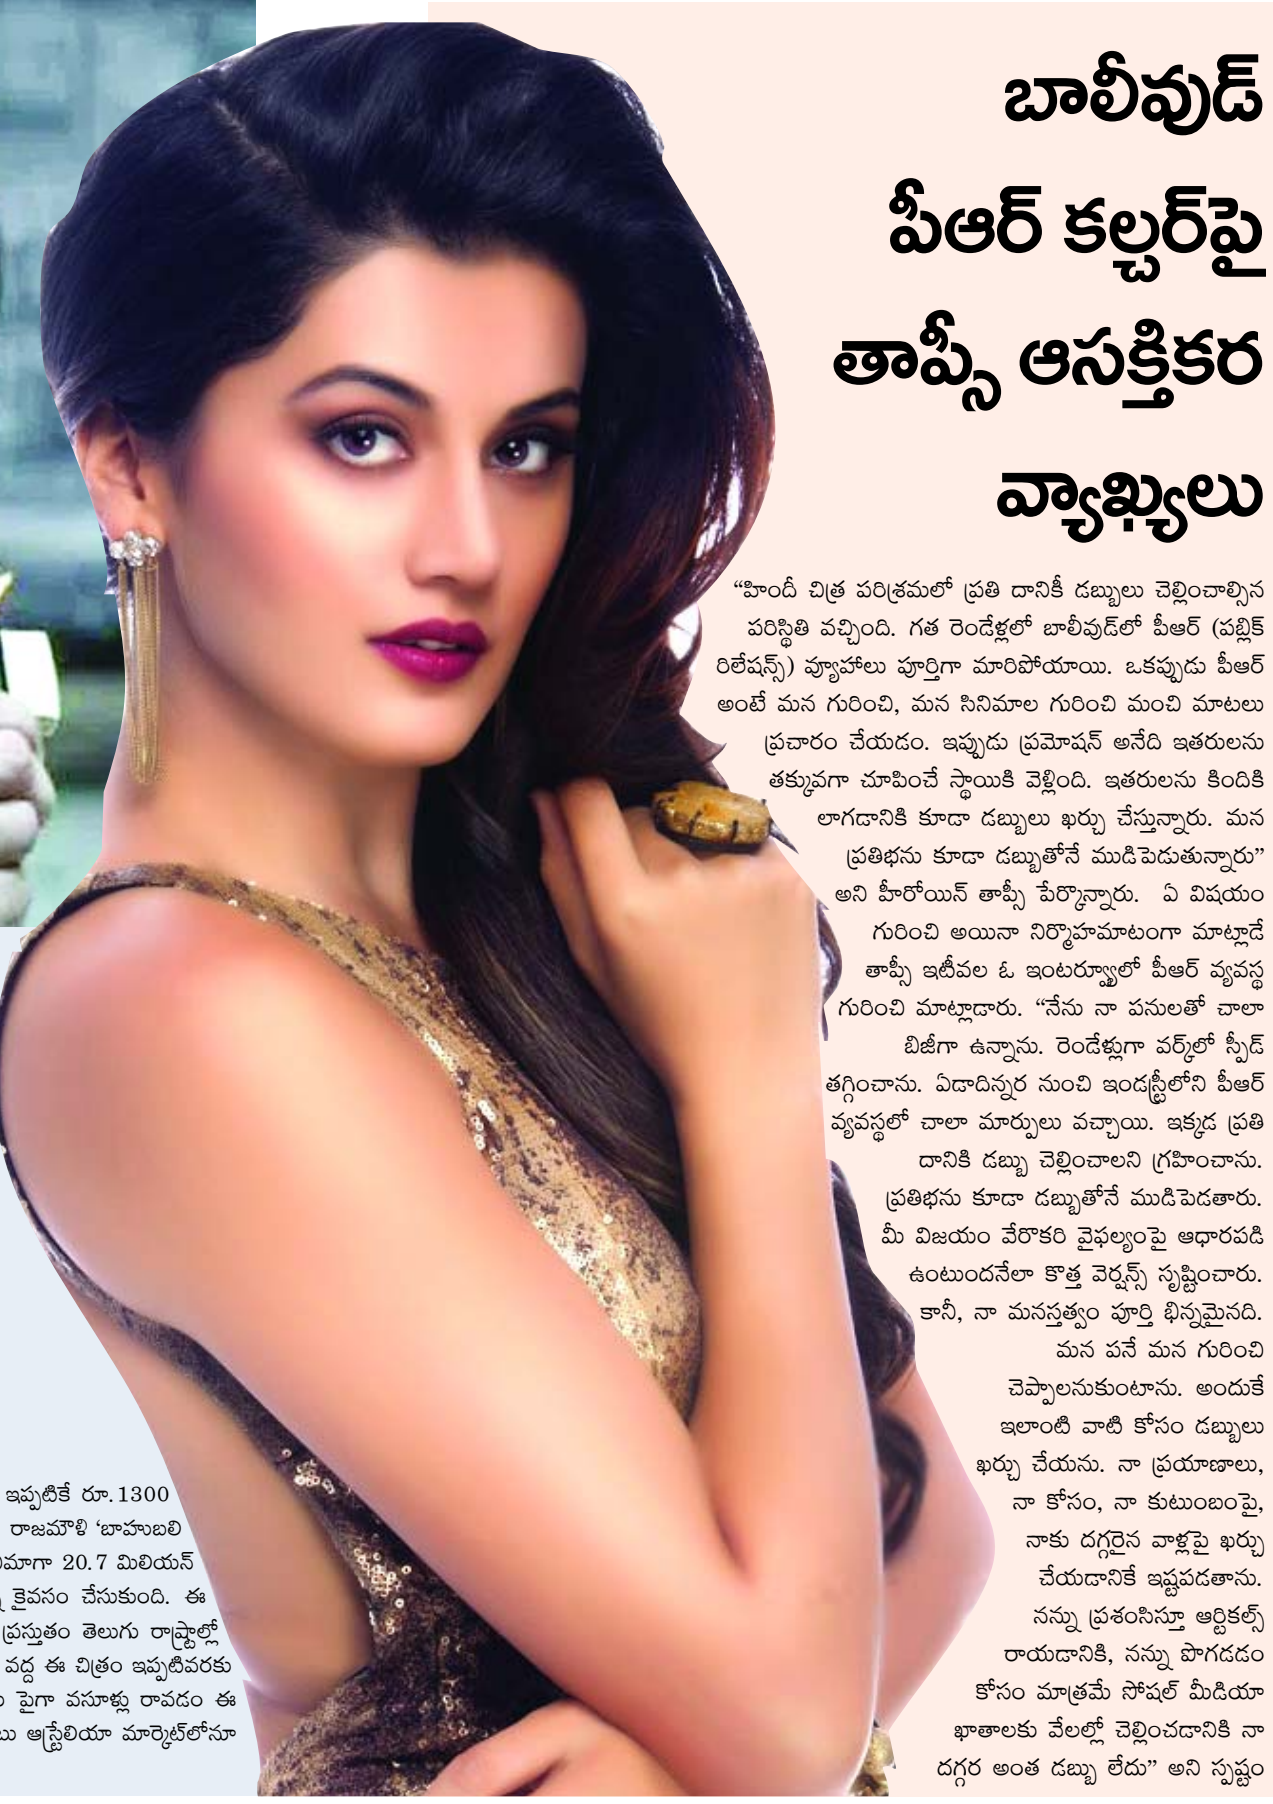 బాలీవుడ్
పీఆర్ కల్చర్‌పై
తాప్సీ ఆసక్తికర
వ్యాఖ్యలు
“హిందీ చిత్ర పరిశ్రమలో ప్రతి దానికీ డబ్బులు చెల్లించాల్సిన
పరిస్థితి వచ్చింది. గత రెండేళ్లలో బాలీవుడ్‌లో పీఆర్ (పబ్లిక్
రిలేషన్స్) వ్యూహాలు పూర్తిగా మారిపోయాయి. ఒకప్పుడు పీఆర్
అంటే మన గురించి, మన సినిమాల గురించి మంచి మాటలు
ప్రచారం చేయడం. ఇప్పుడు ప్రమోషన్ అనేది ఇతరులను
తక్కువగా చూపించే స్థాయికి వెళ్లింది. ఇతరులను కిందికి
లాగడానికి కూడా డబ్బులు ఖర్చు చేస్తున్నారు. మన
ప్రతిభను కూడా డబ్బుతోనే ముడిపెడుతున్నారు”
అని హీరోయిన్ తాప్సీ పేర్కొన్నారు. ఏ విషయం
గురించి అయినా నిర్మొహమాటంగా మాట్లాడే
తాప్సీ ఇటీవల ఓ ఇంటర్వ్యూలో పీఆర్ వ్యవస్థ
గురించి మాట్లాడారు. “నేను నా పనులతో చాలా
బిజీగా ఉన్నాను. రెండేళ్లుగా వర్క్‌లో స్పీడ్
తగ్గించాను. ఏడాదిన్నర నుంచి ఇండస్ట్రీలోని పీఆర్
వ్యవస్థలో చాలా మార్పులు వచ్చాయి. ఇక్కడ ప్రతి
దానికి డబ్బు చెల్లించాలని గ్రహించాను.
ప్రతిభను కూడా డబ్బుతోనే ముడిపెడతారు.
మీ విజయం వేరొకరి వైఫల్యంపై ఆధారపడి
ఉంటుందనేలా కొత్త వెర్షన్స్ సృష్టించారు.
కానీ, నా మనస్తత్వం పూర్తి భిన్నమైనది.
మన పనే మన గురించి
చెప్పాలనుకుంటాను. అందుకే
ఇలాంటి వాటి కోసం డబ్బులు
ఖర్చు చేయను. నా ప్రయాణాలు,
నా కోసం, నా కుటుంబంపై,
నాకు దగ్గరైన వాళ్లపై ఖర్చు
చేయడానికే ఇష్టపడతాను.
నన్ను ప్రశంసిస్తూ ఆర్టికల్స్
రాయడానికి, నన్ను పొగడడం
కోసం మాత్రమే సోషల్ మీడియా
ఖాతాలకు వేలల్లో చెల్లించడానికి నా
దగ్గర అంత డబ్బు లేదు” అని స్పష్టం
ఇప్పటికే రూ.1300
రాజమౌళి ‘బాహుబలి
20.7 మిలియన్
కైవసం చేసుకుంది. ఈ
ప్రస్తుతం తెలుగు రాష్ట్రాల్లో
వద్ద ఈ చిత్రం ఇప్పటివరకు
పైగా వసూళ్లు రావడం ఈ
ఆస్ట్రేలియా మార్కెట్‌లోనూ